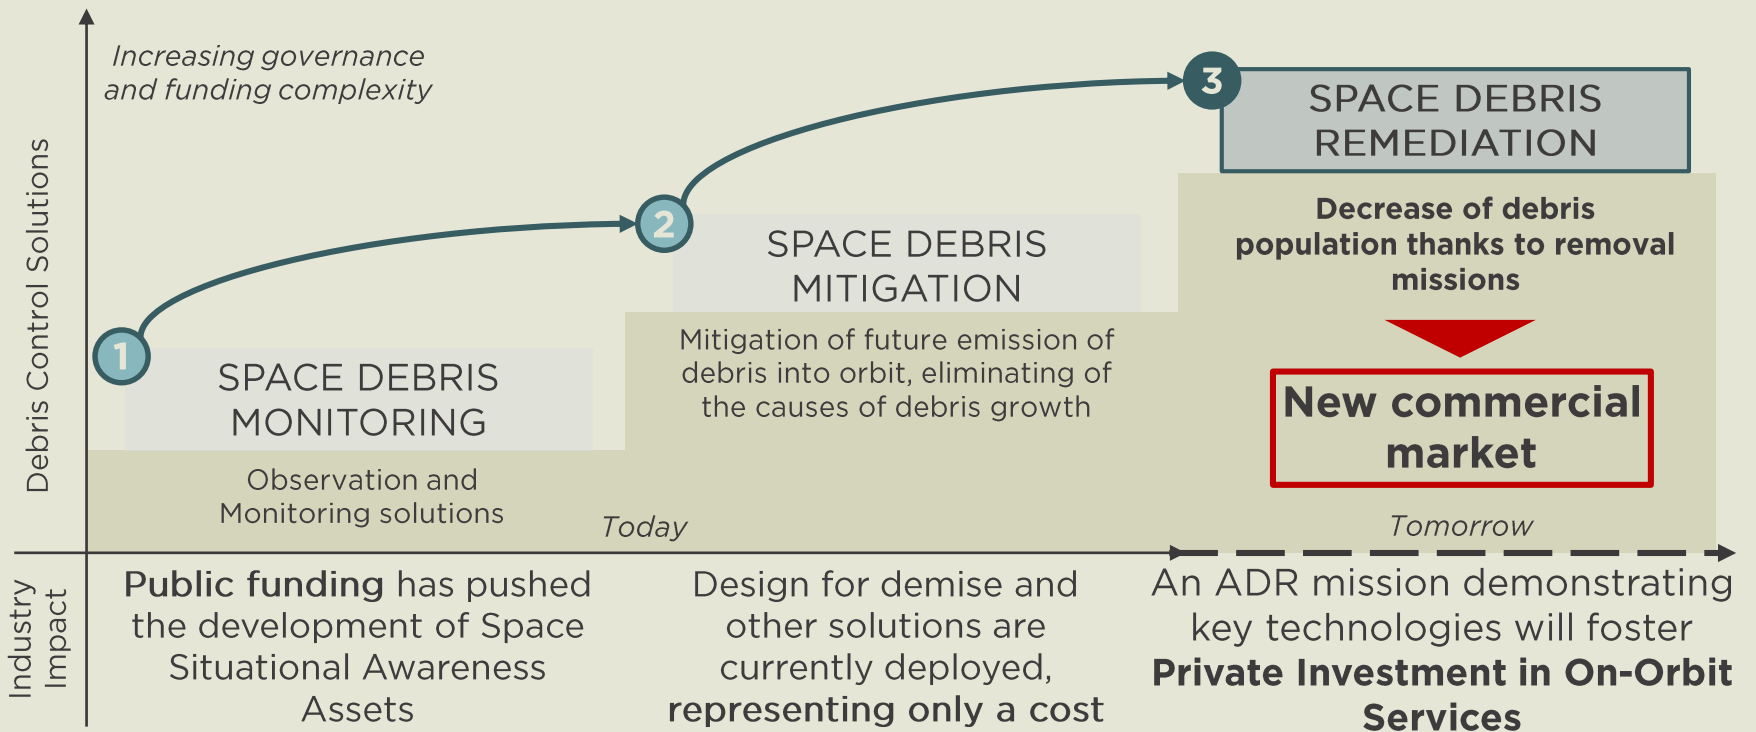 Increasing governance
and funding complexity
Debris Control Solutions
1
SPACE DEBRIS
MONITORING
Observation and
Monitoring solutions
2
SPACE DEBRIS
MITIGATION
Mitigation of future emission of
debris into orbit, eliminating of
the causes of debris growth
Today
3
SPACE DEBRIS
REMEDIATION
Decrease of debris
population thanks to removal
missions
New commercial
market
Tomorrow
Industry
Impact
Public funding has pushed
the development of Space
Situational Awareness
Assets
Design for demise and
other solutions are
currently deployed,
representing only a cost
An ADR mission demonstrating
key technologies will foster
Private Investment in On-Orbit
Services